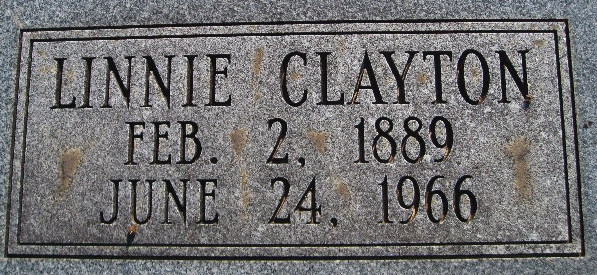 LINNIE CLAYTON
FEB. 2, 1889
JUNE 24, 1966